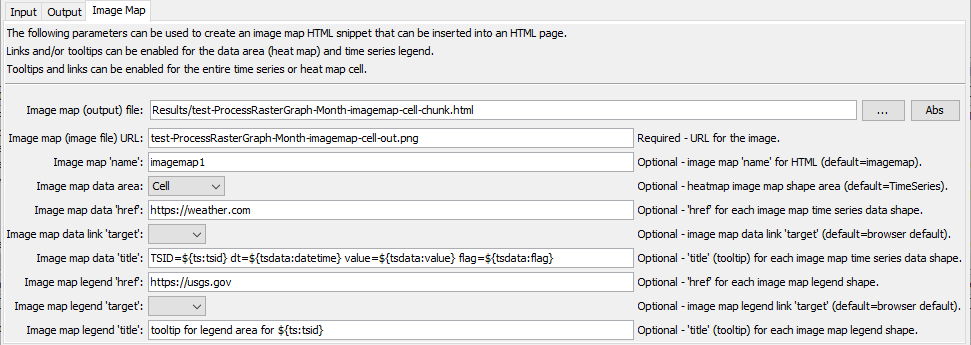 Input Output Image Map
The following parameters can be used to create an image map HTML snippet that can be inserted into an HTML page.
Links and/or tooltips can be enabled for the data area (heat map) and time series legend.
Tooltips and links can be enabled for the entire time series or heat map cell.
Image map (output) file: Results/test-ProcessRasterGraph-Month-imagemap-cell-chunk.html ... Abs
Image map (image file) URL: test-ProcessRasterGraph-Month-imagemap-cell-out.png Required - URL for the image.
Image map 'name': imagemap1 Optional - image map 'name' for HTML (default=imagemap).
Image map data area: Cell Optional - heatmap image map shape area (default=TimeSeries).
Image map data 'href': https://weather.com Optional - 'href' for each image map time series data shape.
Image map data link 'target': Optional - image map data link 'target' (default=browser default).
Image map data 'title': TSID=${ts:tsid} dt=${tsdata:datetime} value=${tsdata:value} flag=${tsdata:flag} Optional - 'title' (tooltip) for each image map time series data shape.
Image map legend 'href': https://usgs.gov Optional - 'href' for each image map legend shape.
Image map legend 'target': Optional - image map legend link 'target' (default=browser default).
Image map legend 'title': tooltip for legend area for ${ts:tsid} Optional - 'title' (tooltip) for each image map legend shape.